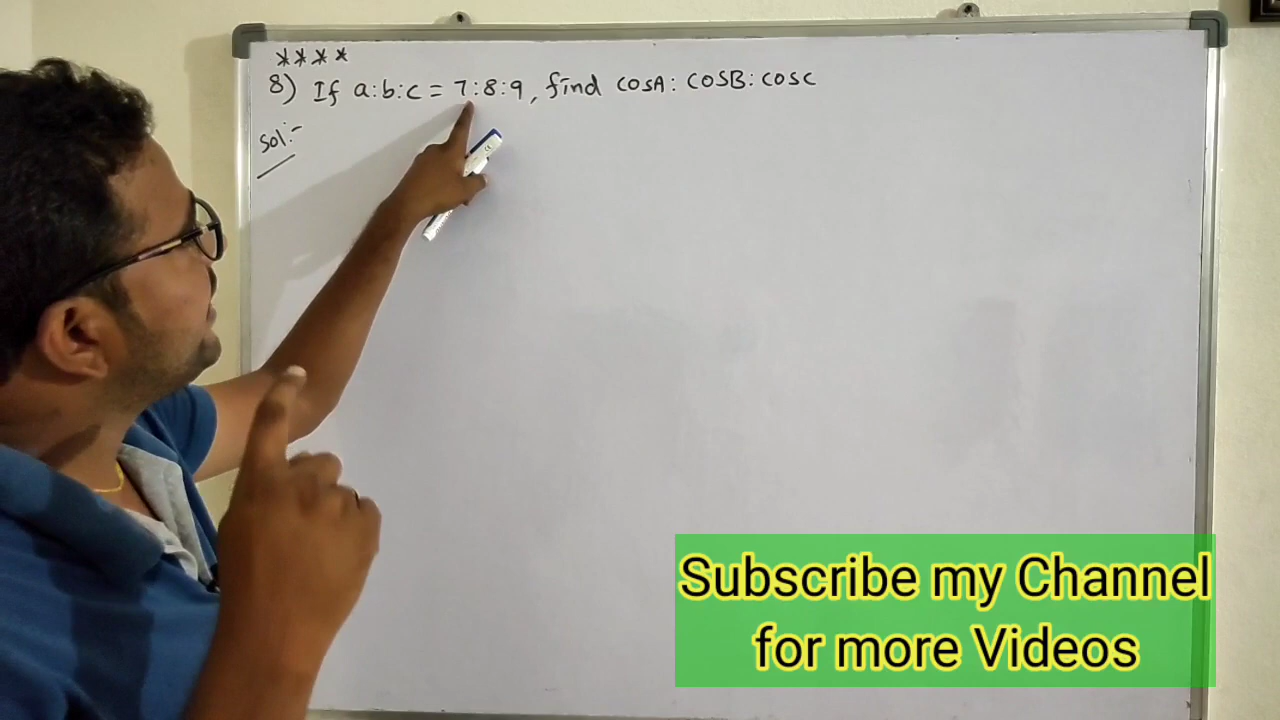 ****
8) If a:b:c = 7:8:9, find cosA: cosB: cosc
Sol:-
Subscribe my Channel
for more Videos